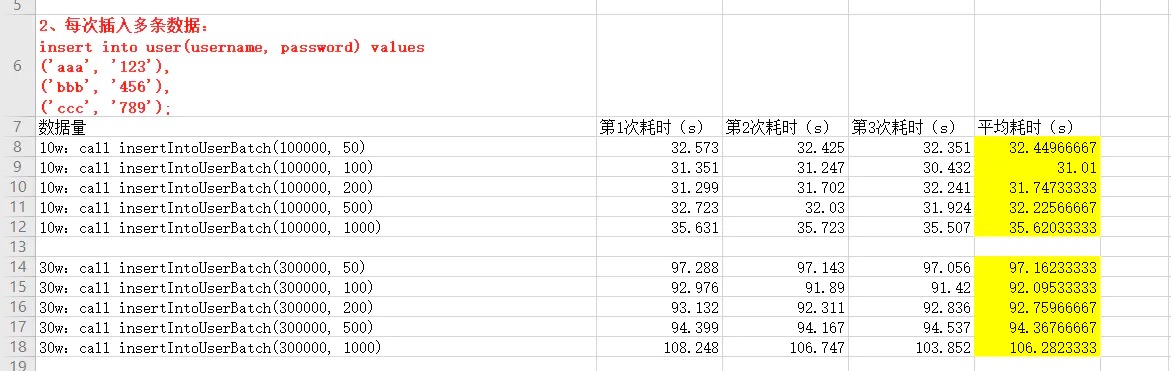 5
6
2、每次插入多条数据：
insert into user(username, password) values
('aaa', '123'),
('bbb', '456'),
('ccc', '789');
7 数据量 第1次耗时（s） 第2次耗时（s） 第3次耗时（s） 平均耗时（s）
8 10w：call insertIntoUserBatch(100000, 50) 32.573 32.425 32.351 32.44966667
9 10w：call insertIntoUserBatch(100000, 100) 31.351 31.247 30.432 31.01
10 10w：call insertIntoUserBatch(100000, 200) 31.299 31.702 32.241 31.74733333
11 10w：call insertIntoUserBatch(100000, 500) 32.723 32.03 31.924 32.22566667
12 10w：call insertIntoUserBatch(100000, 1000) 35.631 35.723 35.507 35.62033333
13
14 30w：call insertIntoUserBatch(300000, 50) 97.288 97.143 97.056 97.16233333
15 30w：call insertIntoUserBatch(300000, 100) 92.976 91.89 91.42 92.09533333
16 30w：call insertIntoUserBatch(300000, 200) 93.132 92.311 92.836 92.75966667
17 30w：call insertIntoUserBatch(300000, 500) 94.399 94.167 94.537 94.36766667
18 30w：call insertIntoUserBatch(300000, 1000) 108.248 106.747 103.852 106.2823333
19